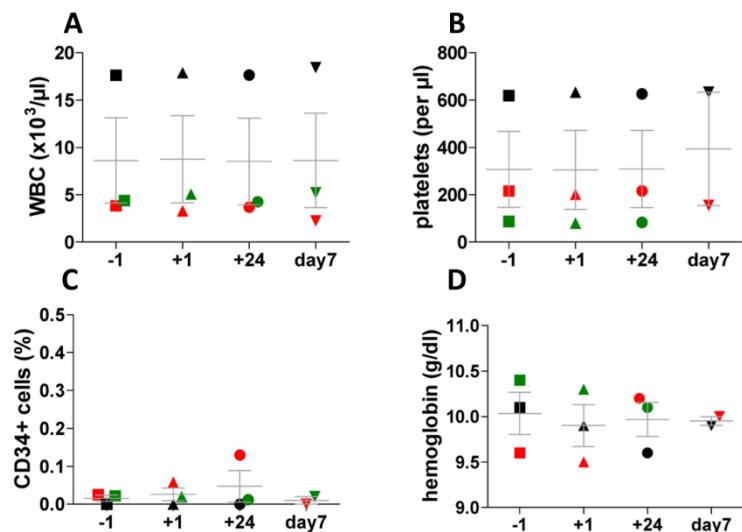 A
WBC (x10³/µl)
20
15
10
5
0
-1 +1 +24 day7
B
platelets (per µl)
800
600
400
200
0
-1 +1 +24 day7
C
CD34+ cells (%)
0.5
0.4
0.3
0.2
0.1
0.0
-1 +1 +24 day7
D
hemoglobin (g/dl)
11.0
10.5
10.0
9.5
9.0
-1 +1 +24 day7